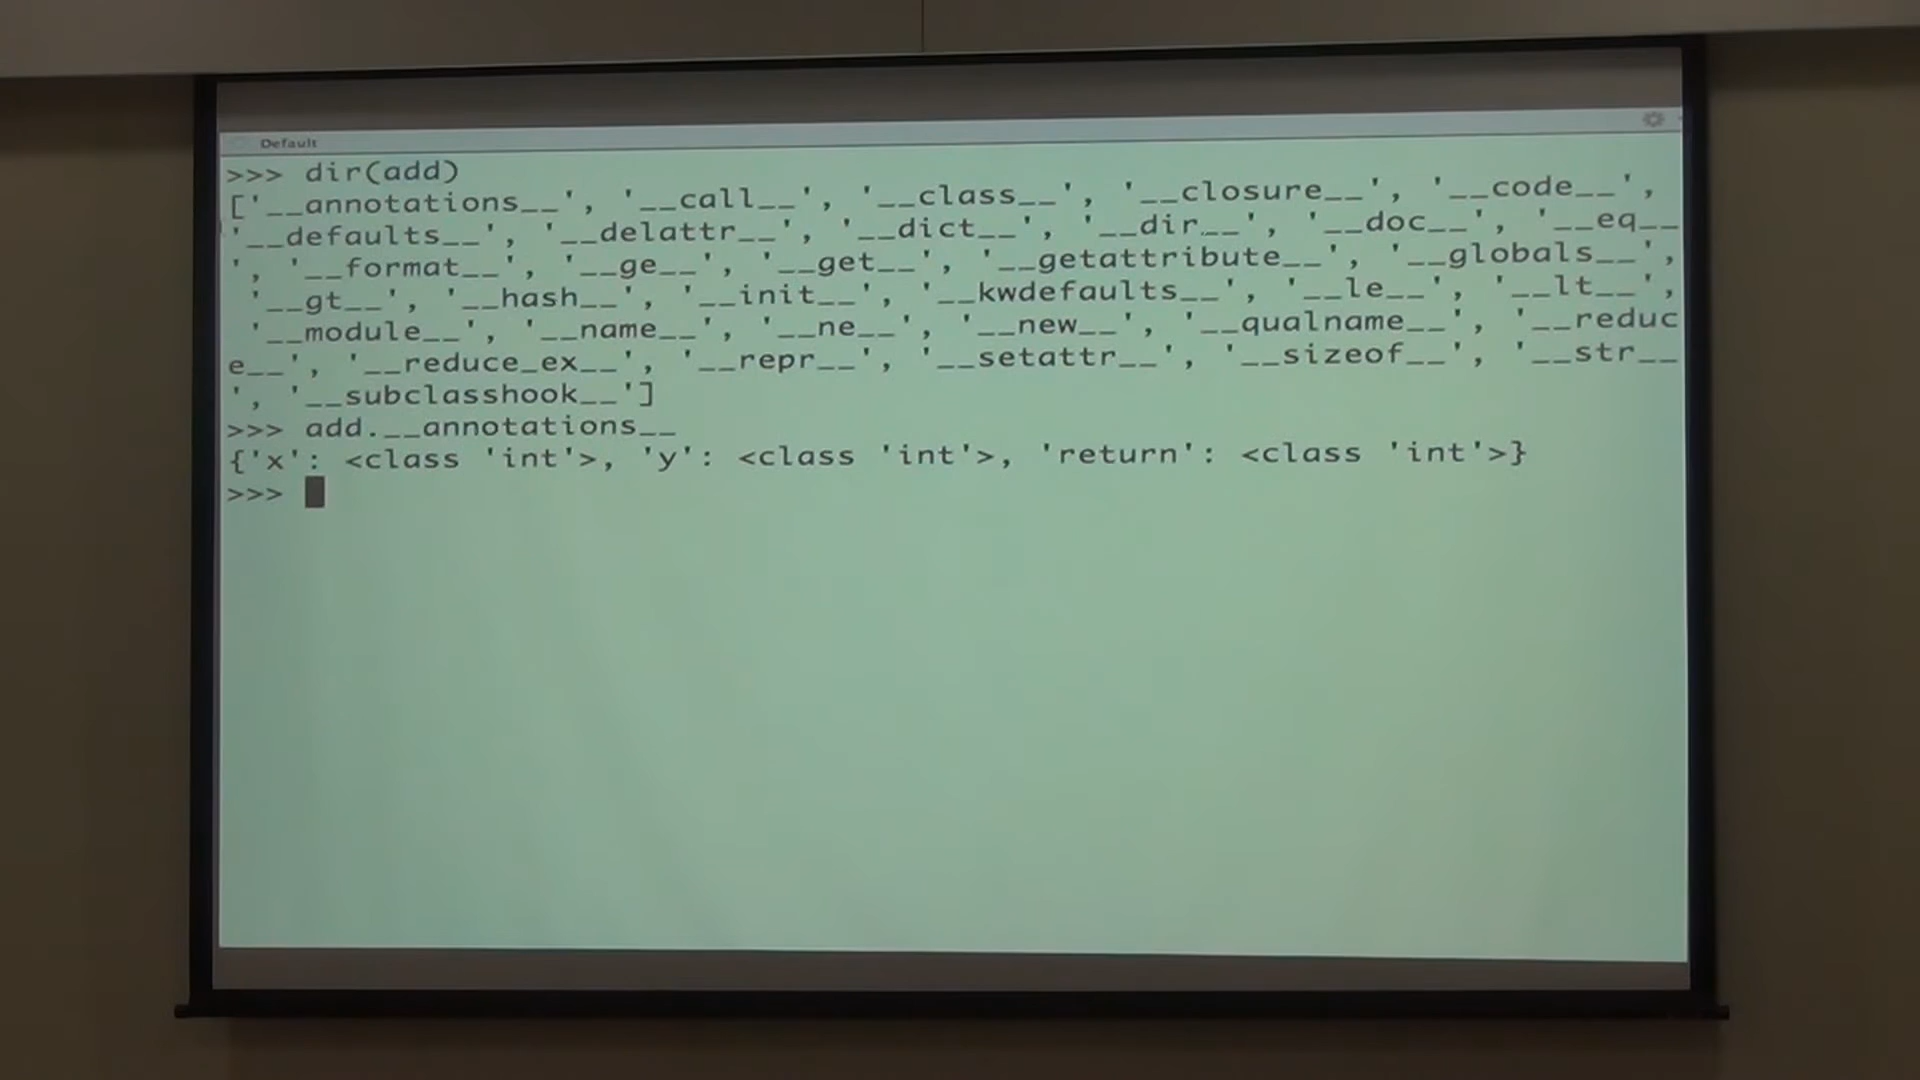 Default
>>> dir(add)
['__annotations__', '__call__', '__class__', '__closure__', '__code__',
'__defaults__', '__delattr__', '__dict__', '__dir__', '__doc__', '__eq__
', '__format__', '__ge__', '__get__', '__getattribute__', '__globals__',
'__gt__', '__hash__', '__init__', '__kwdefaults__', '__le__', '__lt__',
'__module__', '__name__', '__ne__', '__new__', '__qualname__', '__reduc
e__', '__reduce_ex__', '__repr__', '__setattr__', '__sizeof__', '__str__
', '__subclasshook__']
>>> add.__annotations__
{'x': <class 'int'>, 'y': <class 'int'>, 'return': <class 'int'>}
>>>